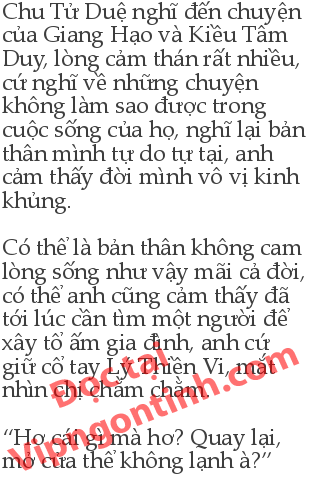 Chu Tử Duệ nghĩ đến chuyện
của Giang Hạo và Kiều Tâm
Duy, lòng cảm thán rất nhiều,
cứ nghĩ về những chuyện
không làm sao được trong
cuộc sống của họ, nghĩ lại bản
thân mình tự do tự tại, anh
cảm thấy đời mình vô vị kinh
khủng.
Có thể là bản thân không cam
lòng sống như vậy mãi cả đời,
có thể anh cũng cảm thấy đã
tới lúc cần tìm một người để
xây tổ ấm gia đình, anh cứ
giữ cổ tay Lý Thiên Vi, mắt
nhìn chị chằm chằm.
“Hơ cái gì mà hơ? Quay lại,
mở cửa thế không lạnh à?”
Đọc tại
Vipngontinh.com